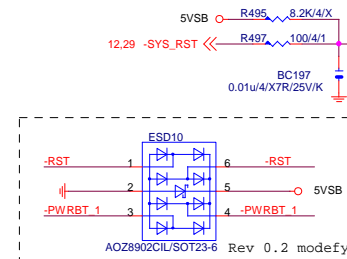 5VSB R495 8.2K/4/X
12,29 -SYS_RST R497 100/4/1
BC197
0.01u/4/X7R/25V/K
ESD10
-RST 1 6 -RST
2 5 5VSB
-PWRBT_1 3 4 -PWRBT_1
AOZ8902CIL/SOT23-6 Rev 0.2 modefy